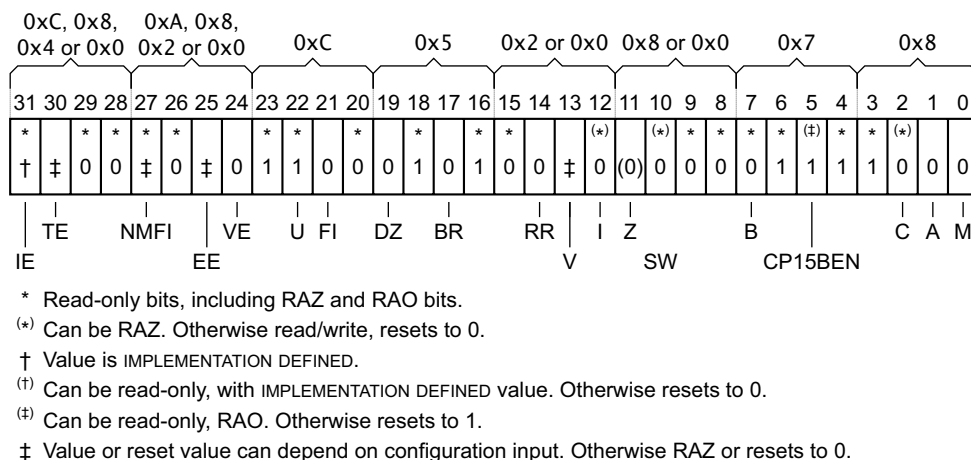 0xC, 0x8, 0xA, 0x8,
0x4 or 0x0 0x2 or 0x0 0xC 0x5 0x2 or 0x0 0x8 or 0x0 0x7 0x8
31 30 29 28 27 26 25 24 23 22 21 20 19 18 17 16 15 14 13 12 11 10 9 8 7 6 5 4 3 2 1 0
* * * * * * * * * * * (*) (*) * * * * (‡) * * (*)
† ‡ 0 0 ‡ 0 ‡ 0 1 1 0 0 0 1 0 1 0 0 ‡ 0 (0) 0 0 0 0 1 1 1 1 0 0 0
TE NMFI VE U FI DZ BR RR I Z B C A M
IE EE V SW CP15BEN
* Read-only bits, including RAZ and RAO bits.
(*) Can be RAZ. Otherwise read/write, resets to 0.
† Value is IMPLEMENTATION DEFINED.
(†) Can be read-only, with IMPLEMENTATION DEFINED value. Otherwise resets to 0.
(‡) Can be read-only, RAO. Otherwise resets to 1.
‡ Value or reset value can depend on configuration input. Otherwise RAZ or resets to 0.